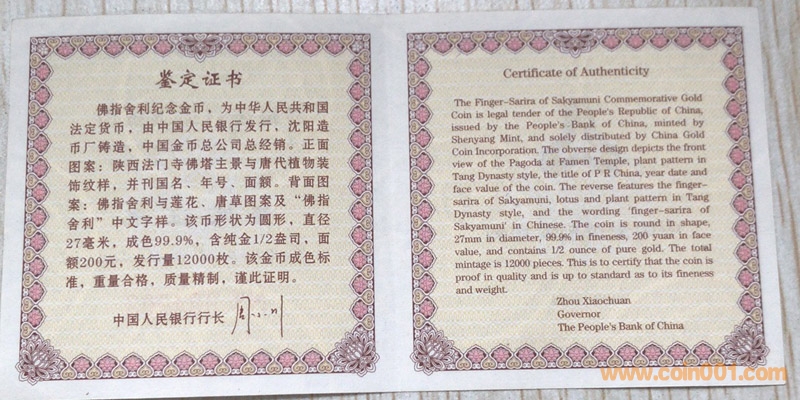 鉴定证书
佛指舍利纪念金币，为中华人民共和国
法定货币，由中国人民银行发行，沈阳造
币厂铸造，中国金币总公司总经销。正面
图案：陕西法门寺佛塔主景与唐代植物装
饰纹样，并刊国名、年号、面额。背面图
案：佛指舍利与莲花、唐草图案及“佛指
舍利”中文字样。该币形状为圆形，直径
27毫米，成色99.9%，含纯金1/2盎司，面
额200元，发行量12000枚。该金币成色标
准，重量合格，质量精制，谨此证明。
中国人民银行行长 周小川
Certificate of Authenticity
The Finger-Sarira of Sakyamuni Commemorative Gold
Coin is legal tender of the People's Republic of China,
issued by the People's Bank of China, minted by
Shenyang Mint, and solely distributed by China Gold
Coin Incorporation. The obverse design depicts the front
view of the Pagoda at Famen Temple, plant pattern in
Tang Dynasty style, the title of P R China, year date and
face value of the coin. The reverse features the finger-
sarira of Sakyamuni, lotus and plant pattern in Tang
Dynasty style, and the wording 'finger-sarira of
Sakyamuni' in Chinese. The coin is round in shape,
27mm in diameter, 99.9% in fineness, 200 yuan in face
value, and contains 1/2 ounce of pure gold. The total
mintage is 12000 pieces. This is to certify that the coin is
proof in quality and is up to standard as to its fineness
and weight.
Zhou Xiaochuan
Governor
The People's Bank of China
www.coin001.com